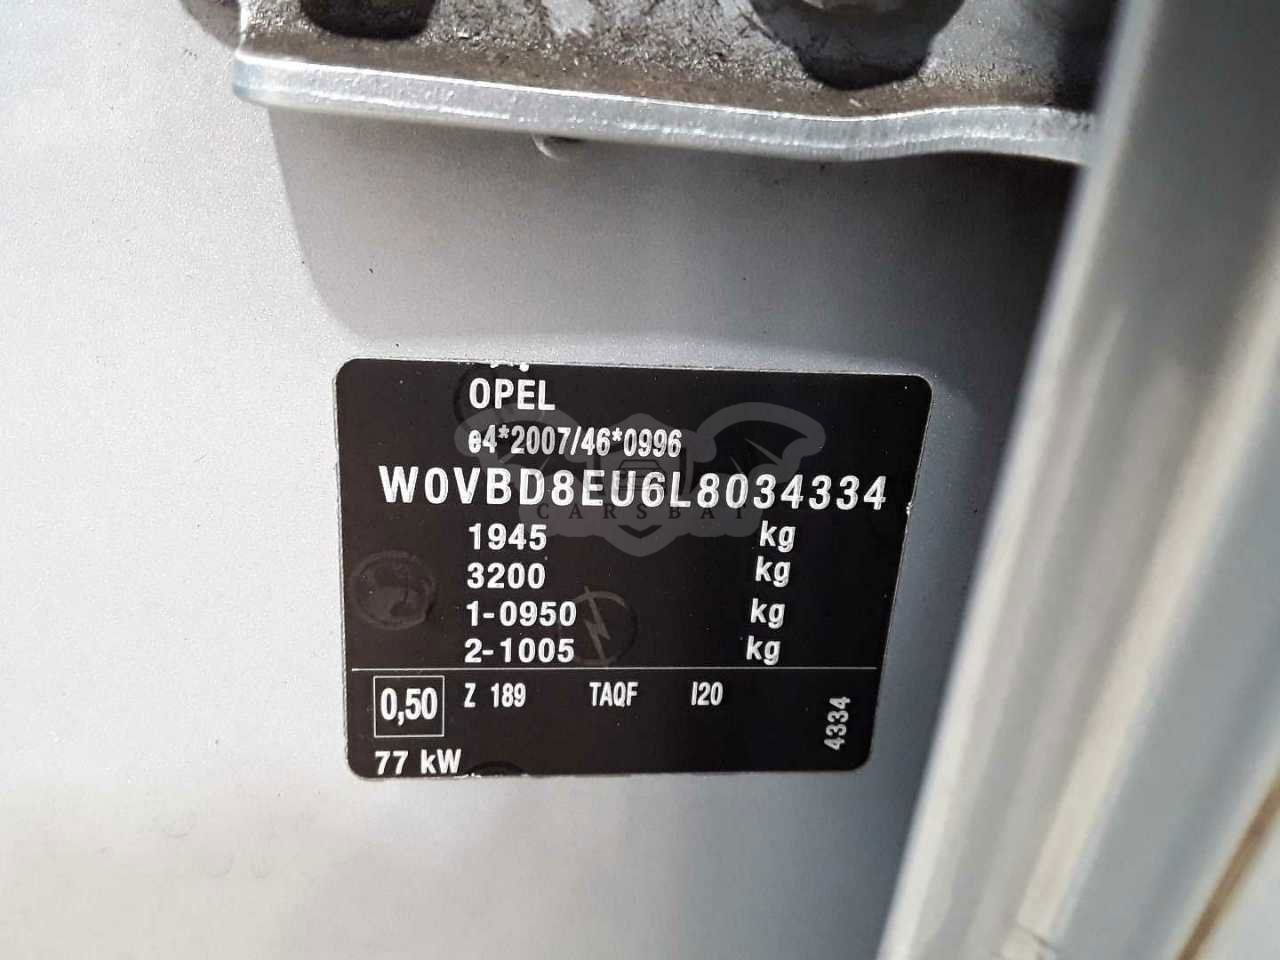 OPEL
e4*2007/46*0996
W0VBD8EU6L8034334
CARSBAT
1945 kg
3200 kg
1-0950 kg
2-1005 kg
0,50 Z 189 TAQF I20
4334
77 kW